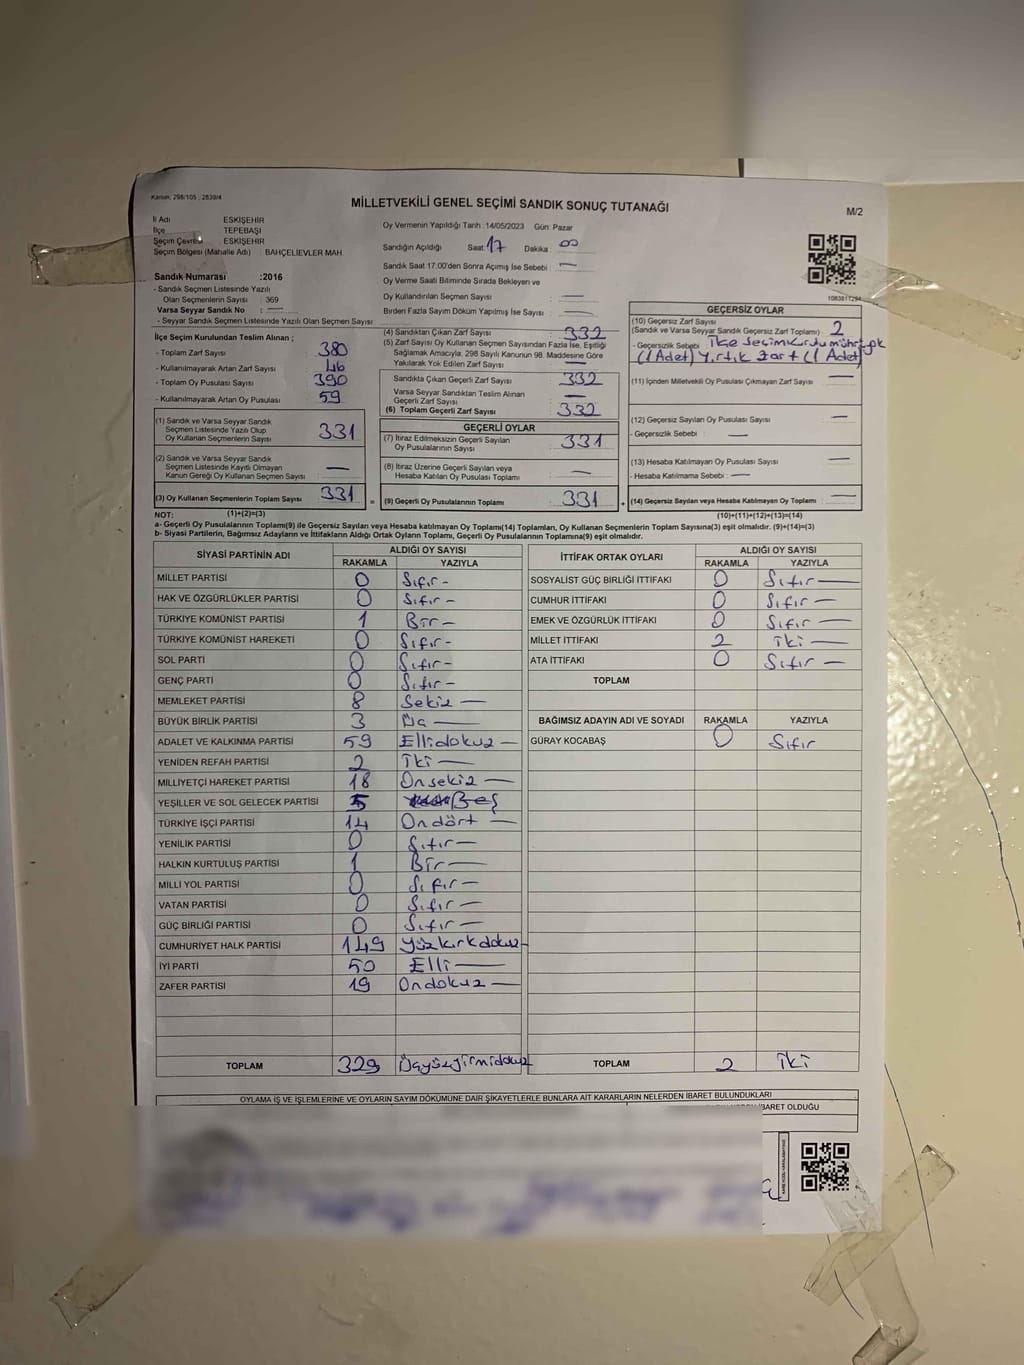 Kanun: 298/105 ; 2839/4
MİLLETVEKİLİ GENEL SEÇİMİ SANDIK SONUÇ TUTANAĞI
M/2
İl Adı ESKİŞEHİR
İlçe TEPEBAŞI
Seçim Çevresi ESKİŞEHİR
Seçim Bölgesi (Mahalle Adı) BAHÇELİEVLER MAH.
Sandık Numarası :2016
- Sandık Seçmen Listesinde Yazılı
Olan Seçmenlerin Sayısı : 369
Varsa Seyyar Sandık No : —
- Seyyar Sandık Seçmen Listesinde Yazılı Olan Seçmen Sayısı
Oy Vermenin Yapıldığı Tarih :14/05/2023 Gün: Pazar
Sandığın Açıldığı Saat: 17 Dakika : 00
Sandık Saat 17.00'den Sonra Açımış İse Sebebi : —
Oy Verme Saati Bitiminde Sırada Bekleyen ve
Oy Kullandırılan Seçmen Sayısı : —
Birden Fazla Sayım Döküm Yapılmış İse Sayısı : —
1083811294
İlçe Seçim Kurulundan Teslim Alınan ;
- Toplam Zarf Sayısı : 380
- Kullanılmayarak Artan Zarf Sayısı : 46
- Toplam Oy Pusulası Sayısı : 390
- Kullanılmayarak Artan Oy Pusulası : 59
(1) Sandık ve Varsa Seyyar Sandık
Seçmen Listesinde Yazılı Olup
Oy Kullanan Seçmenlerin Sayısı : 331
(2) Sandık ve Varsa Seyyar Sandık
Seçmen Listesinde Kayıtlı Olmayan
Kanun Gereği Oy Kullanan Seçmen Sayısı : —
(3) Oy Kullanan Seçmenlerin Toplam Sayısı : 331
(4) Sandıktan Çıkan Zarf Sayısı : 332
(5) Zarf Sayısı Oy Kullanan Seçmen Sayısından Fazla İse, Eşitliği
Sağlamak Amacıyla; 298 Sayılı Kanunun 98. Maddesine Göre
Yakılarak Yok Edilen Zarf Sayısı : —
Sandıkta Çıkan Geçerli Zarf Sayısı : 332
Varsa Seyyar Sandıktan Teslim Alınan
Geçerli Zarf Sayısı : —
(6) Toplam Geçerli Zarf Sayısı : 332
GEÇERLİ OYLAR
(7) İtiraz Edilmeksizin Geçerli Sayılan
Oy Pusulalarının Sayısı : 331
(8) İtiraz Üzerine Geçerli Sayılan veya
Hesaba Katılan Oy Pusulası Toplamı : —
= (9) Geçerli Oy Pusulalarının Toplamı : 331
GEÇERSİZ OYLAR
(10) Geçersiz Zarf Sayısı
(Sandık ve Varsa Seyyar Sandık Geçersiz Zarf Toplamı) : 2
- Geçersizlik Sebebi : yok
(1 Adet) Yırtık zarf (1 Adet)
(11) İçinden Milletvekili Oy Pusulası Çıkmayan Zarf Sayısı : —
(12) Geçersiz Sayılan Oy Pusulası Sayısı : —
- Geçersizlik Sebebi : —
(13) Hesaba Katılmayan Oy Pusulası Sayısı : —
- Hesaba Katılmama Sebebi : —
+ (14) Geçersiz Sayılan veya Hesaba Katılmayan Oy Toplamı : —
NOT: (1)+(2)=(3) (10)+(11)+(12)+(13)=(14)
a- Geçerli Oy Pusulalarının Toplamı(9) ile Geçersiz Sayılan veya Hesaba katılmayan Oy Toplamı(14) Toplamları, Oy Kullanan Seçmenlerin Toplam Sayısına(3) eşit olmalıdır. (9)+(14)=(3)
b- Siyasi Partilerin, Bağımsız Adayların ve İttifakların Aldığı Ortak Oyların Toplamı, Geçerli Oy Pusulalarının Toplamına(9) eşit olmalıdır.
SİYASİ PARTİNİN ADI ALDIĞI OY SAYISI
RAKAMLA YAZIYLA
MİLLET PARTİSİ 0 Sıfır -
HAK VE ÖZGÜRLÜKLER PARTİSİ 0 Sıfır -
TÜRKİYE KOMÜNİST PARTİSİ 1 Bir -
TÜRKİYE KOMÜNİST HAREKETİ 0 Sıfır -
SOL PARTİ 0 Sıfır -
GENÇ PARTİ 0 Sıfır -
MEMLEKET PARTİSİ 8 Sekiz —
BÜYÜK BİRLİK PARTİSİ 3 Üç —
ADALET VE KALKINMA PARTİSİ 59 Ellidokuz —
YENİDEN REFAH PARTİSİ 2 İki —
MİLLİYETÇİ HAREKET PARTİSİ 18 Onsekiz —
YEŞİLLER VE SOL GELECEK PARTİSİ 5 Beş
TÜRKİYE İŞÇİ PARTİSİ 14 Ondört —
YENİLİK PARTİSİ 0 Sıfır —
HALKIN KURTULUŞ PARTİSİ 1 Bir —
MİLLİ YOL PARTİSİ 0 Sıfır —
VATAN PARTİSİ 0 Sıfır —
GÜÇ BİRLİĞİ PARTİSİ 0 Sıfır —
CUMHURİYET HALK PARTİSİ 149 Yüzkırkdokuz -
İYİ PARTİ 50 Elli —
ZAFER PARTİSİ 19 Ondokuz —
TOPLAM 329 Üçyüzyirmidokuz
İTTİFAK ORTAK OYLARI ALDIĞI OY SAYISI
RAKAMLA YAZIYLA
SOSYALİST GÜÇ BİRLİĞİ İTTİFAKI 0 Sıfır —
CUMHUR İTTİFAKI 0 Sıfır —
EMEK VE ÖZGÜRLÜK İTTİFAKI 0 Sıfır —
MİLLET İTTİFAKI 2 İki —
ATA İTTİFAKI 0 Sıfır —
TOPLAM
BAĞIMSIZ ADAYIN ADI VE SOYADI RAKAMLA YAZIYLA
GÜRAY KOCABAŞ 0 Sıfır
TOPLAM 2 İki
OYLAMA İŞ VE İŞLEMLERİNE VE OYLARIN SAYIM DÖKÜMÜNE DAİR ŞİKAYETLERLE BUNLARA AİT KARARLARIN NELERDEN İBARET BULUNDUKLARI
İBARET OLDUĞU